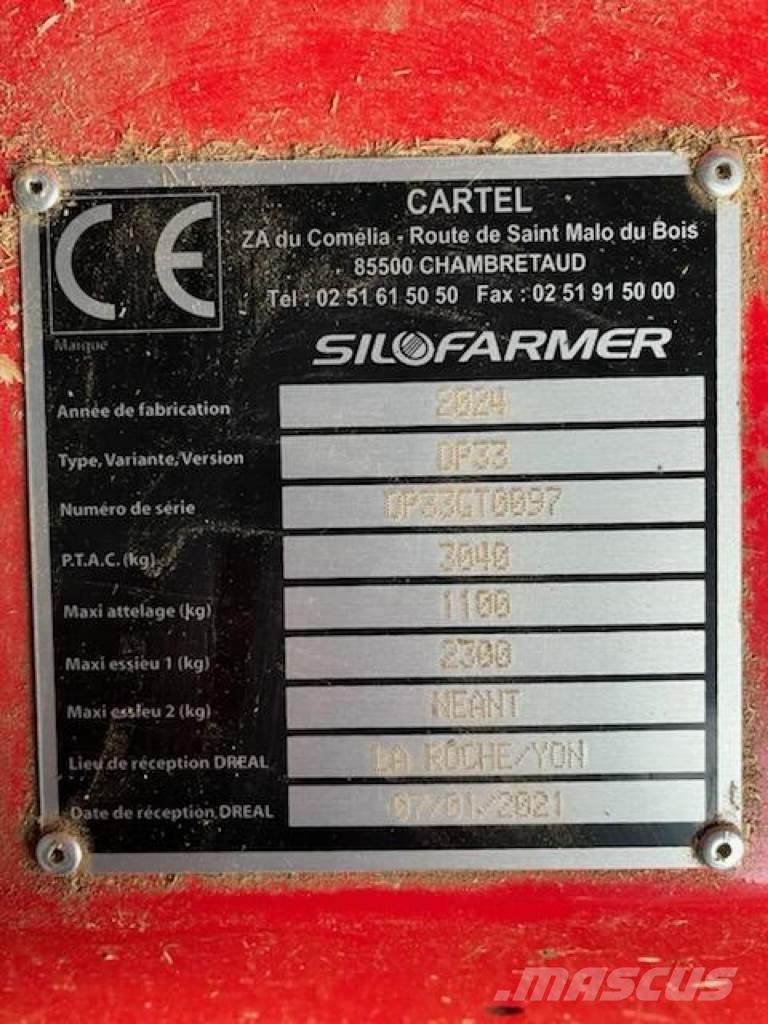 CE
CARTEL
ZA du Comélia - Route de Saint Malo du Bois
85500 CHAMBRETAUD
Tél : 02 51 61 50 50 Fax : 02 51 91 50 00
Marque SILOFARMER
Année de fabrication 2024
Type, Variante, Version DP33
Numéro de série DP33GT0097
P.T.A.C. (kg) 3040
Maxi attelage (kg) 1100
Maxi essieu 1 (kg) 2300
Maxi essieu 2 (kg) NEANT
Lieu de réception DREAL LA ROCHE/YON
Date de réception DREAL 07/01/2021
MASCUS